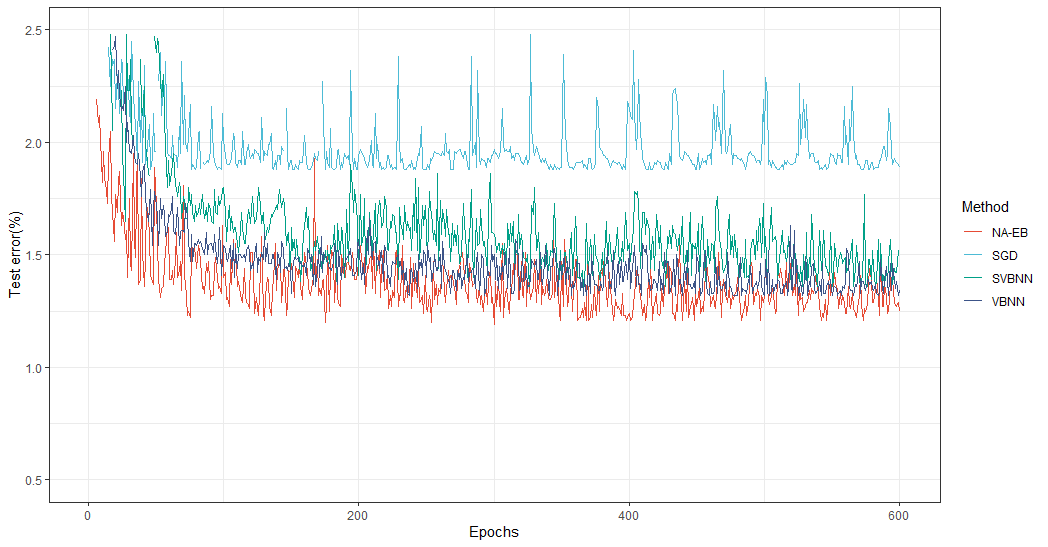 2.5
2.0
1.5
1.0
0.5
Test error(%)
0
200
400
600
Epochs
Method
NA-EB
SGD
SVBNN
VBNN